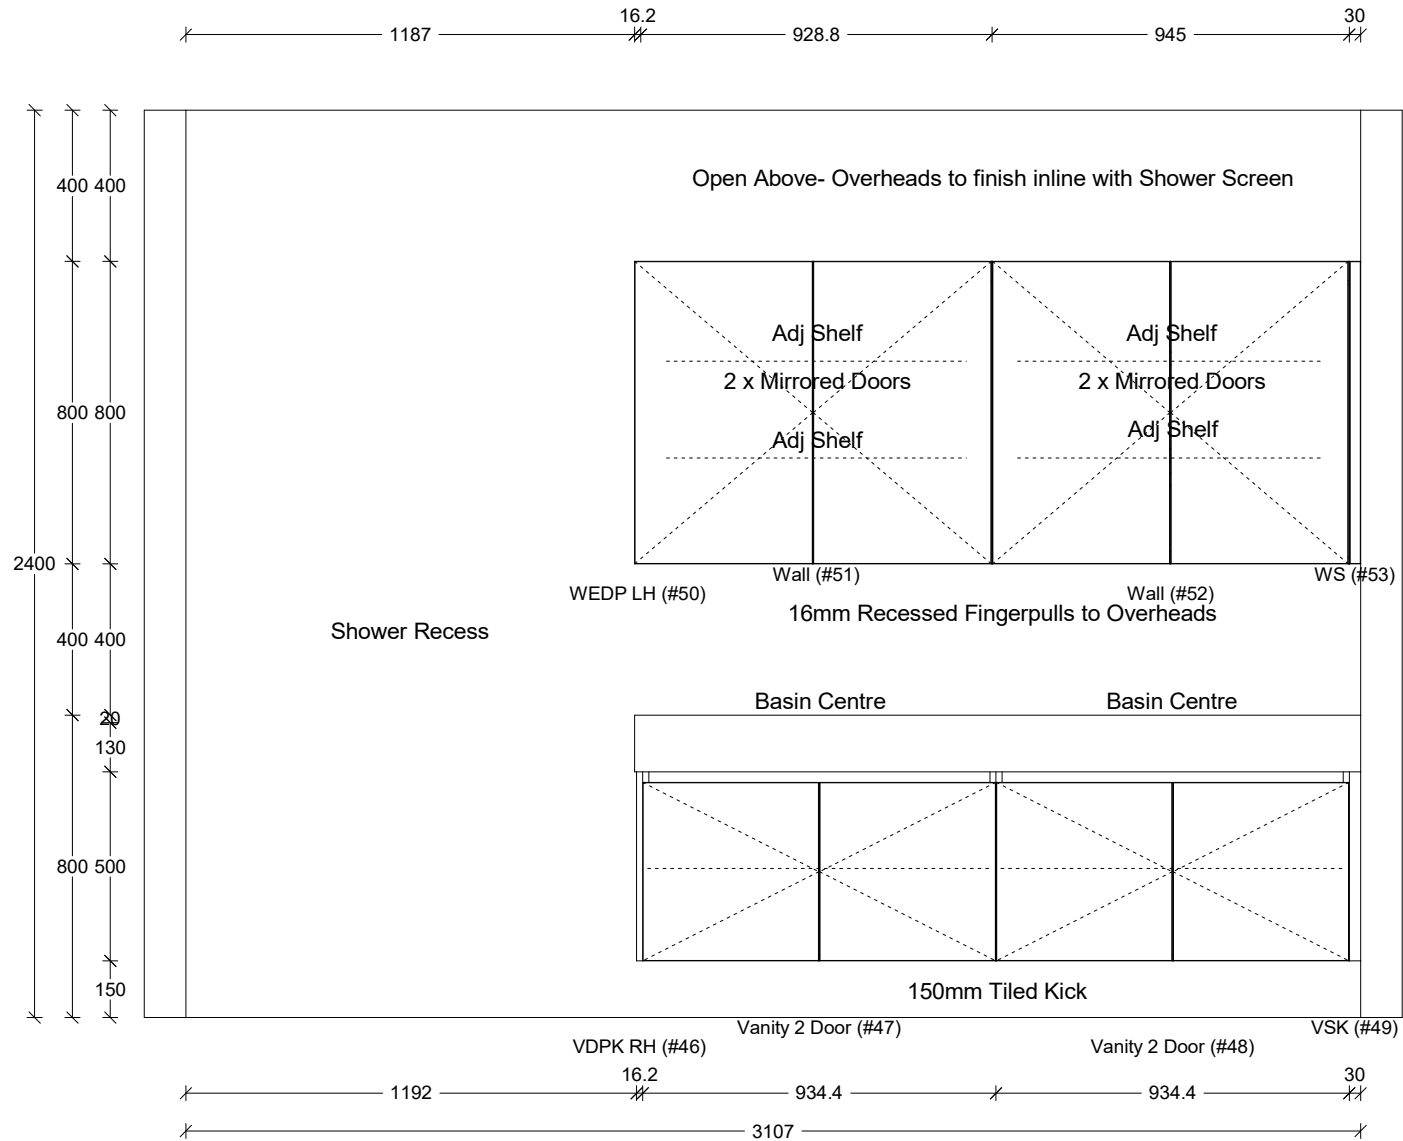 16.2
30
1187
928.8
945
400 400
Open Above- Overheads to finish inline with Shower Screen
Adj Shelf
Adj Shelf
2 x Mirrored Doors
2 x Mirrored Doors
800 800
Adj Shelf
Adj Shelf
2400
Wall (#51)
WS (#53)
WEDP LH (#50)
Wall (#52)
16mm Recessed Fingerpulls to Overheads
Shower Recess
400 400
Basin Centre
Basin Centre
20
130
800 500
150
150mm Tiled Kick
Vanity 2 Door (#47)
VSK (#49)
VDPK RH (#46)
Vanity 2 Door (#48)
16.2
30
1192
934.4
934.4
3107